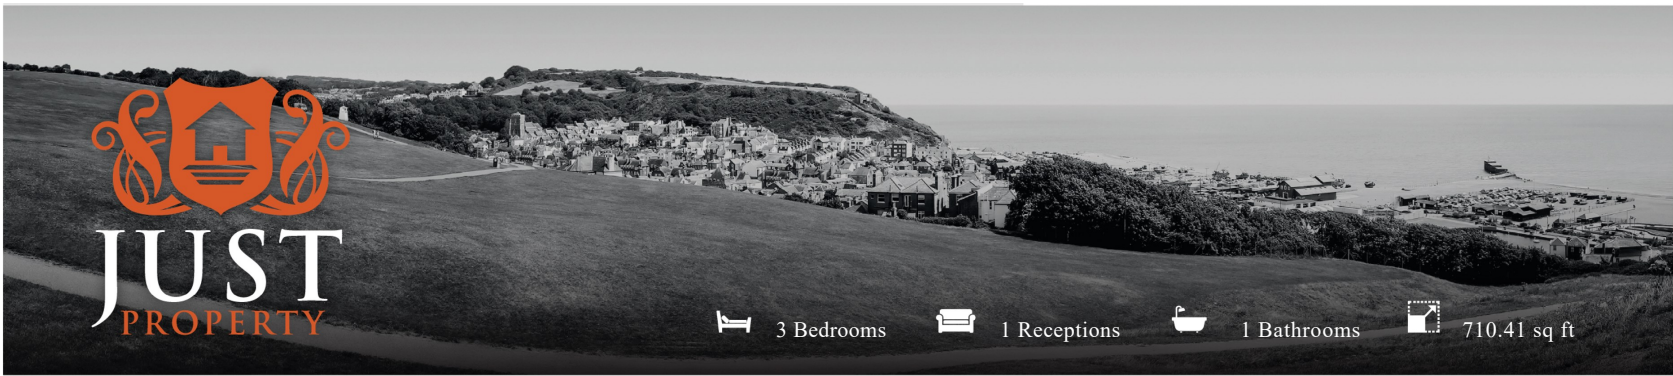 JUST
PROPERTY
3 Bedrooms
1 Receptions
1 Bathrooms
710.41 sq ft